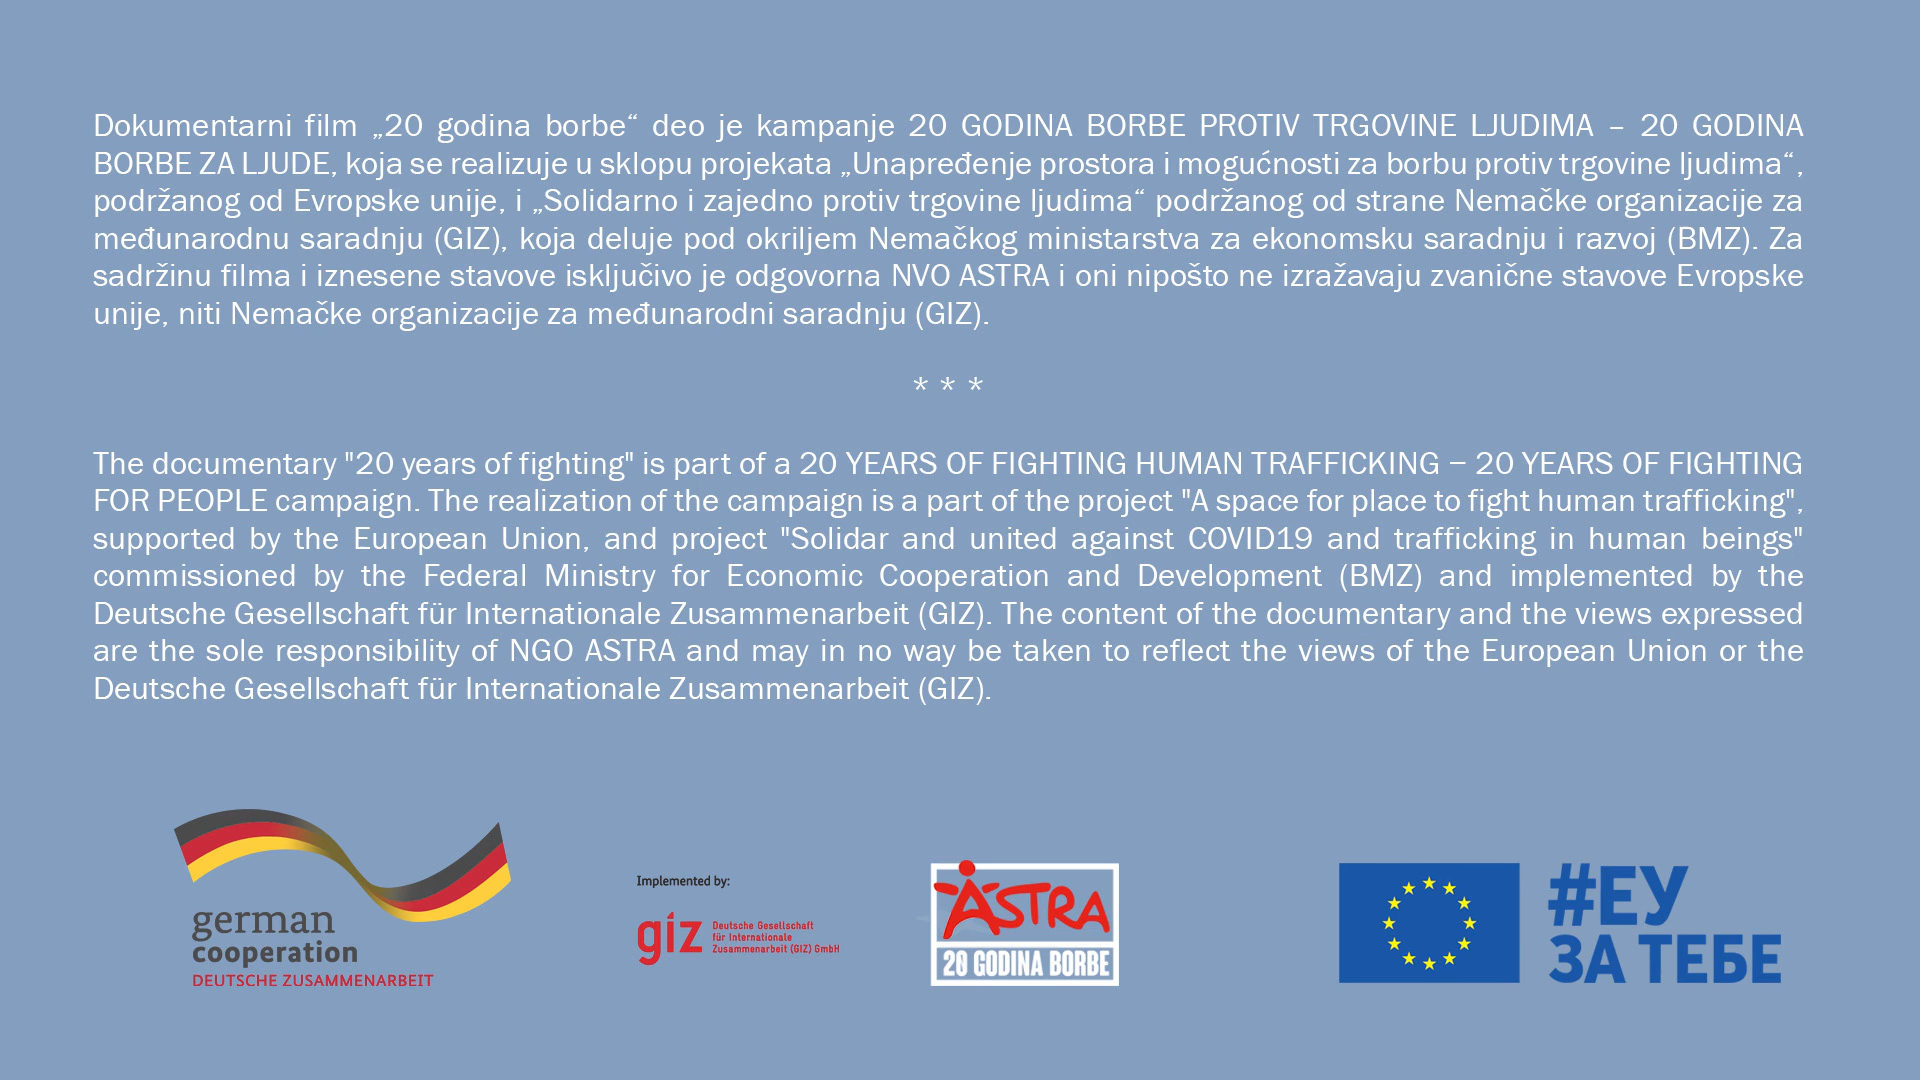 Dokumentarni film „20 godina borbe“ deo je kampanje 20 GODINA BORBE PROTIV TRGOVINE LJUDIMA – 20 GODINA
BORBE ZA LJUDE, koja se realizuje u sklopu projekata „Unapređenje prostora i mogućnosti za borbu protiv trgovine ljudima“,
podržanog od Evropske unije, i „Solidarno i zajedno protiv trgovine ljudima“ podržanog od strane Nemačke organizacije za
međunarodnu saradnju (GIZ), koja deluje pod okriljem Nemačkog ministarstva za ekonomsku saradnju i razvoj (BMZ). Za
sadržinu filma i iznesene stavove isključivo je odgovorna NVO ASTRA i oni nipošto ne izražavaju zvanične stavove Evropske
unije, niti Nemačke organizacije za međunarodni saradnju (GIZ).
* * *
The documentary "20 years of fighting" is part of a 20 YEARS OF FIGHTING HUMAN TRAFFICKING – 20 YEARS OF FIGHTING
FOR PEOPLE campaign. The realization of the campaign is a part of the project "A space for place to fight human trafficking",
supported by the European Union, and project "Solidar and united against COVID19 and trafficking in human beings"
commissioned by the Federal Ministry for Economic Cooperation and Development (BMZ) and implemented by the
Deutsche Gesellschaft für Internationale Zusammenarbeit (GIZ). The content of the documentary and the views expressed
are the sole responsibility of NGO ASTRA and may in no way be taken to reflect the views of the European Union or the
Deutsche Gesellschaft für Internationale Zusammenarbeit (GIZ).
german
cooperation
DEUTSCHE ZUSAMMENARBEIT
Implemented by:
giz
Deutsche Gesellschaft
für Internationale
Zusammenarbeit (GIZ) GmbH
ASTRA
20 GODINA BORBE
#ЕУ
ЗА ТЕБЕ